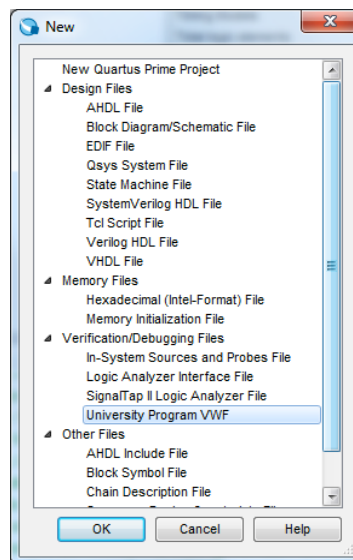 New
New Quartus Prime Project
Design Files
AHDL File
Block Diagram/Schematic File
EDIF File
Qsys System File
State Machine File
SystemVerilog HDL File
Tcl Script File
Verilog HDL File
VHDL File
Memory Files
Hexadecimal (Intel-Format) File
Memory Initialization File
Verification/Debugging Files
In-System Sources and Probes File
Logic Analyzer Interface File
SignalTap II Logic Analyzer File
University Program VWF
Other Files
AHDL Include File
Block Symbol File
Chain Description File
OK Cancel Help